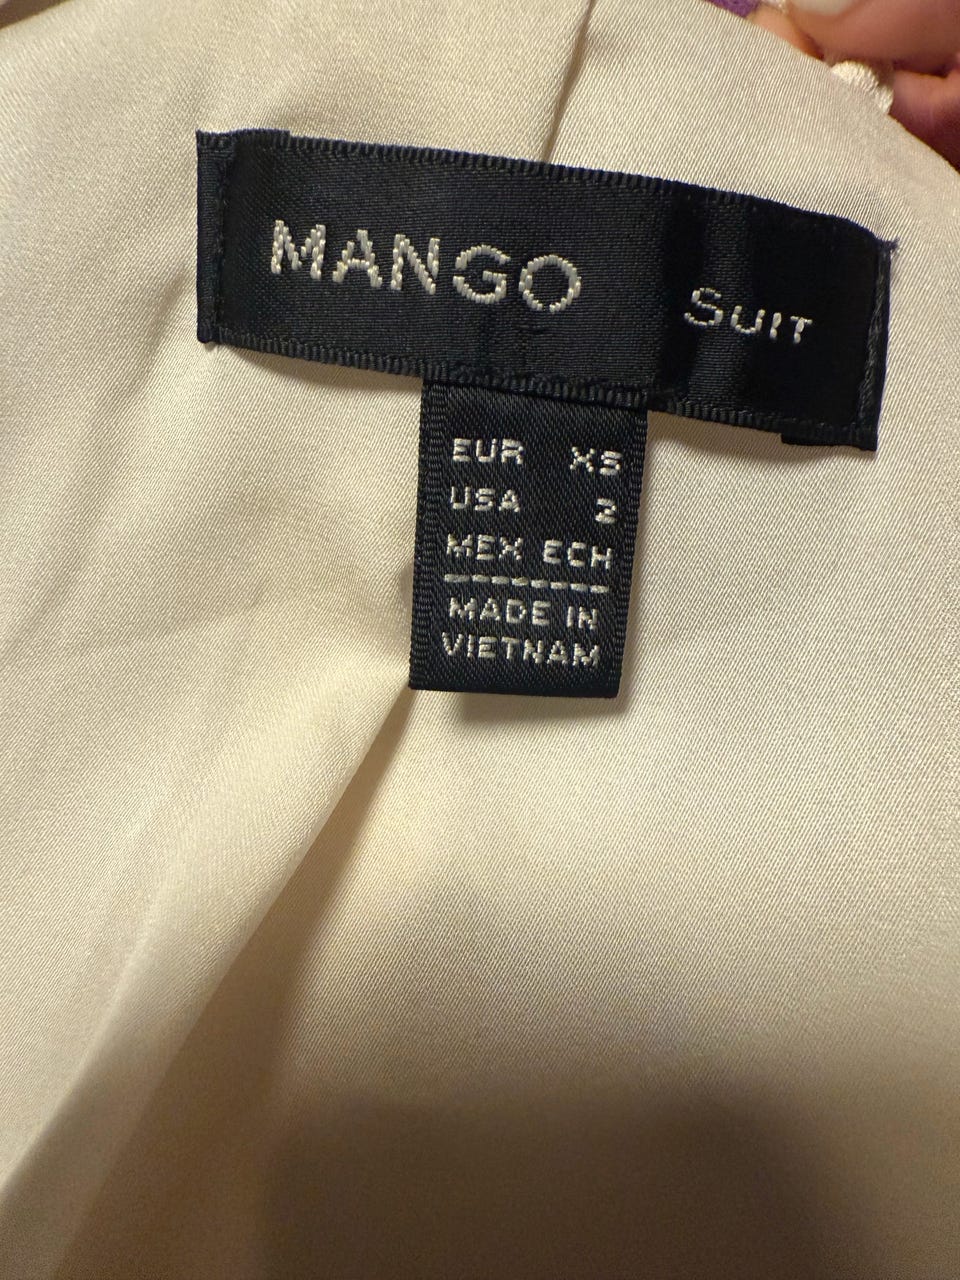 MANGO SUIT
EUR XS
USA 2
MEX ECH
MADE IN
VIETNAM